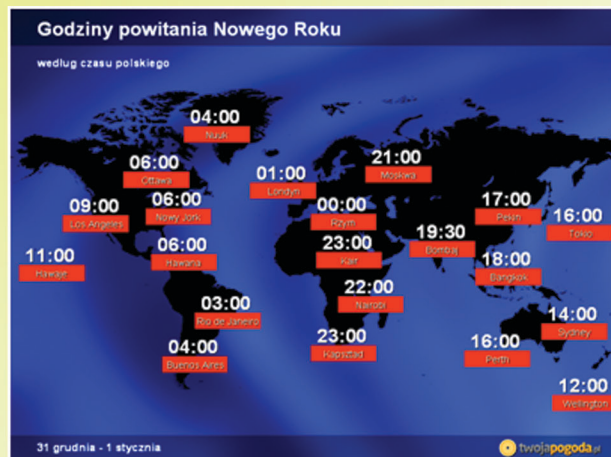 Godziny powitania Nowego Roku
według czasu polskiego
04:00
Nuuk
06:00
Ottawa
01:00
Londyn
21:00
Moskwa
09:00
Los Angeles
06:00
Nowy Jork
00:00
Rzym
17:00
Pekin
16:00
Tokio
11:00
Hawaje
06:00
Hawana
23:00
Kair
19:30
Bombaj
18:00
Bangkok
03:00
Rio de Janeiro
22:00
Nairobi
14:00
Sydney
04:00
Buenos Aires
23:00
Kapsztad
16:00
Perth
12:00
Wellington
31 grudnia - 1 stycznia
twojapogoda.pl